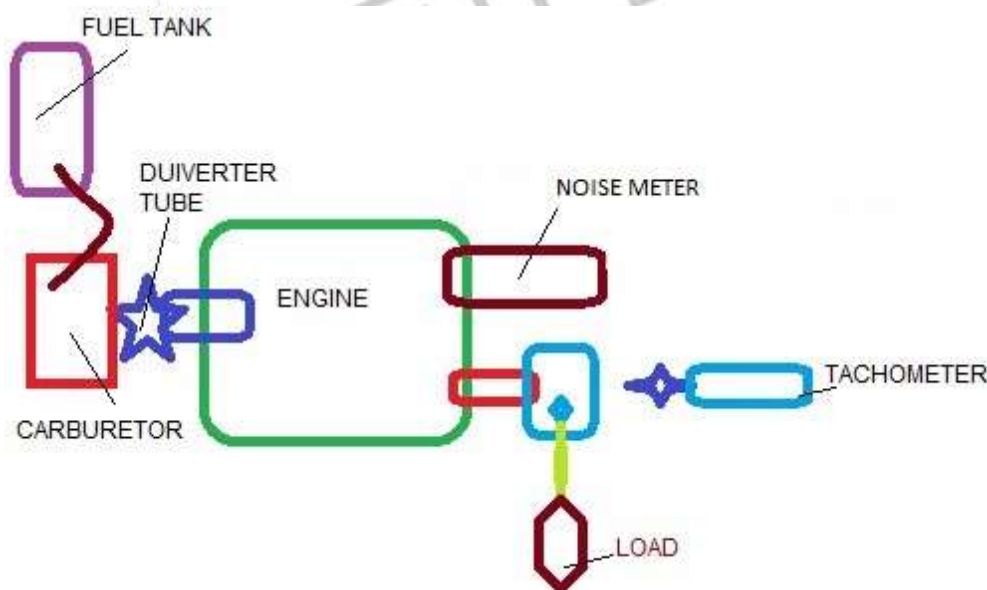 FUEL TANK
DUIVERTER
TUBE
NOISE METER
ENGINE
TACHOMETER
CARBURETOR
LOAD